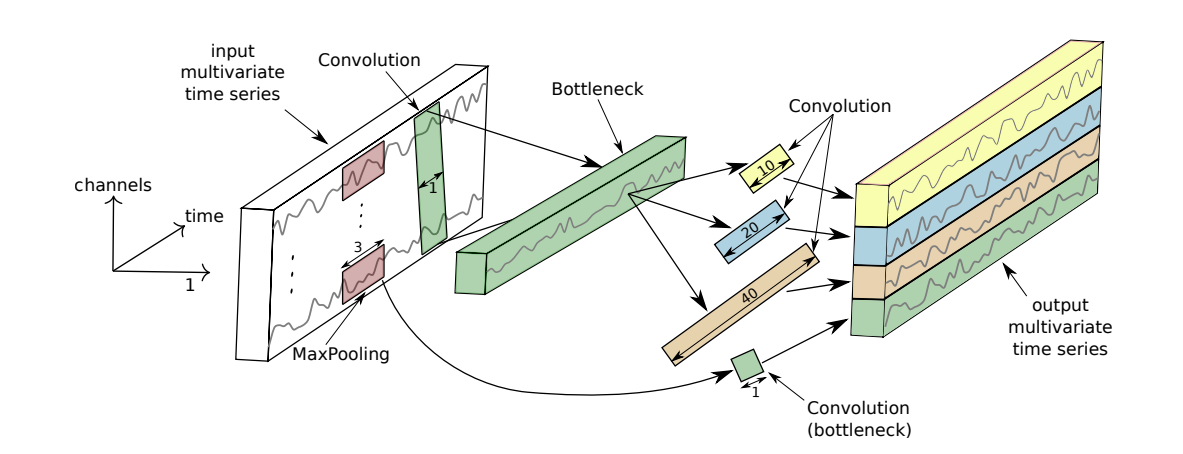 input
multivariate
time series
Convolution
Bottleneck
Convolution
channels
time
1
1
3
MaxPooling
10
20
40
1
Convolution
(bottleneck)
output
multivariate
time series